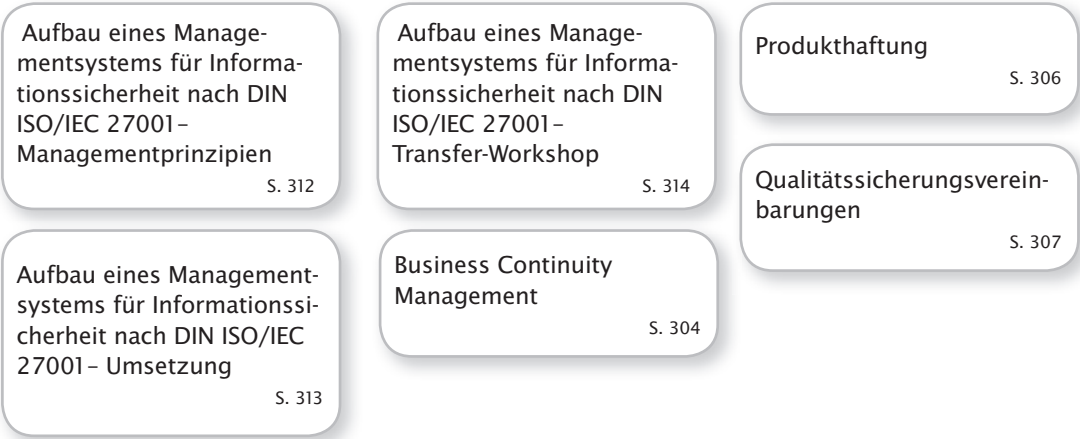 Aufbau eines Manage-
mentsystems für Informa-
tionssicherheit nach DIN
ISO/IEC 27001–
Managementprinzipien
S. 312
Aufbau eines Management-
systems für Informationssi-
cherheit nach DIN ISO/IEC
27001– Umsetzung
S. 313
Aufbau eines Manage-
mentsystems für Informa-
tionssicherheit nach DIN
ISO/IEC 27001–
Transfer-Workshop
S. 314
Business Continuity
Management
S. 304
Produkthaftung
S. 306
Qualitätssicherungsverein-
barungen
S. 307